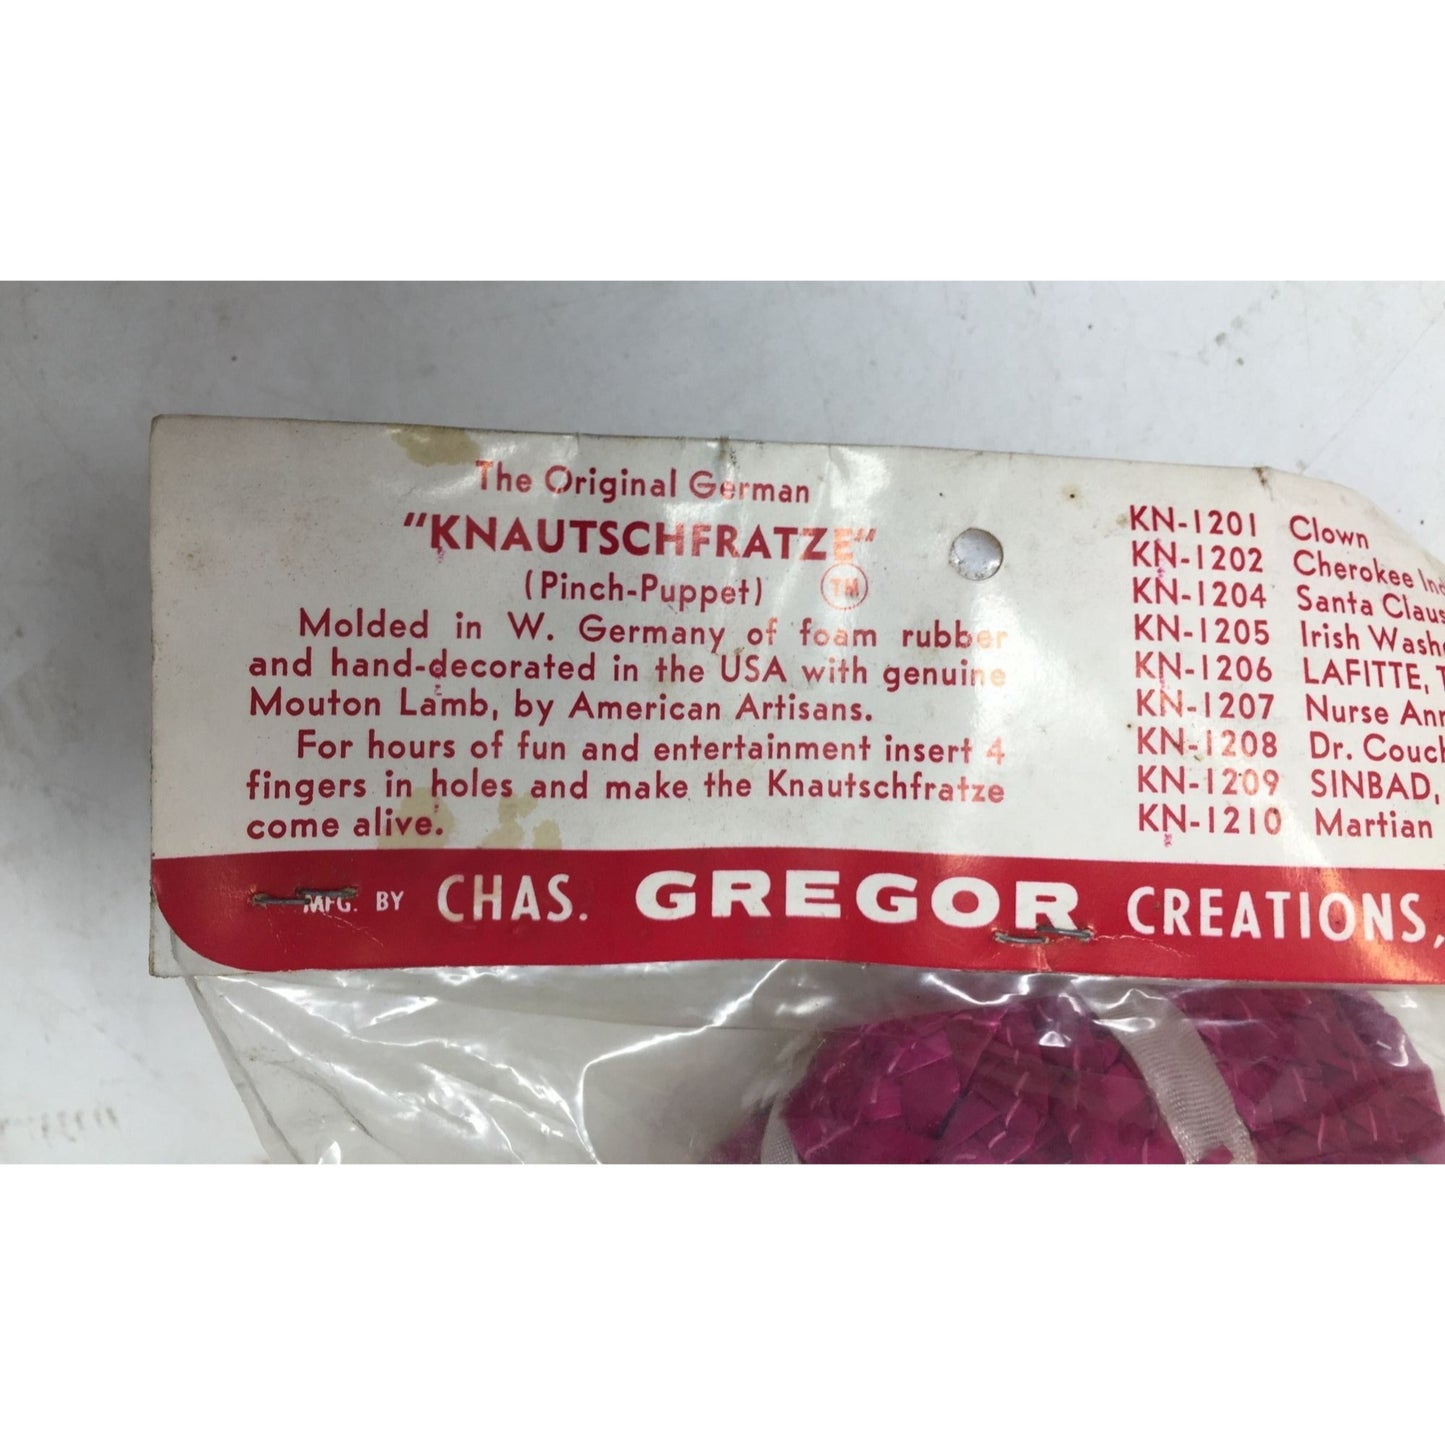 The Original German
"KNAUTSCHFRATZE"
(Pinch-Puppet) TM
Molded in W. Germany of foam rubber
and hand-decorated in the USA with genuine
Mouton Lamb, by American Artisans.
For hours of fun and entertainment insert 4
fingers in holes and make the Knautschfratze
come alive.
KN-1201 Clown
KN-1202 Cherokee
KN-1204 Santa Claus
KN-1205 Irish
KN-1206 LAFITTE,
KN-1207 Nurse
KN-1208 Dr.
KN-1209 SINBAD,
KN-1210 Martian
MFG. BY CHAS. GREGOR CREATIONS,